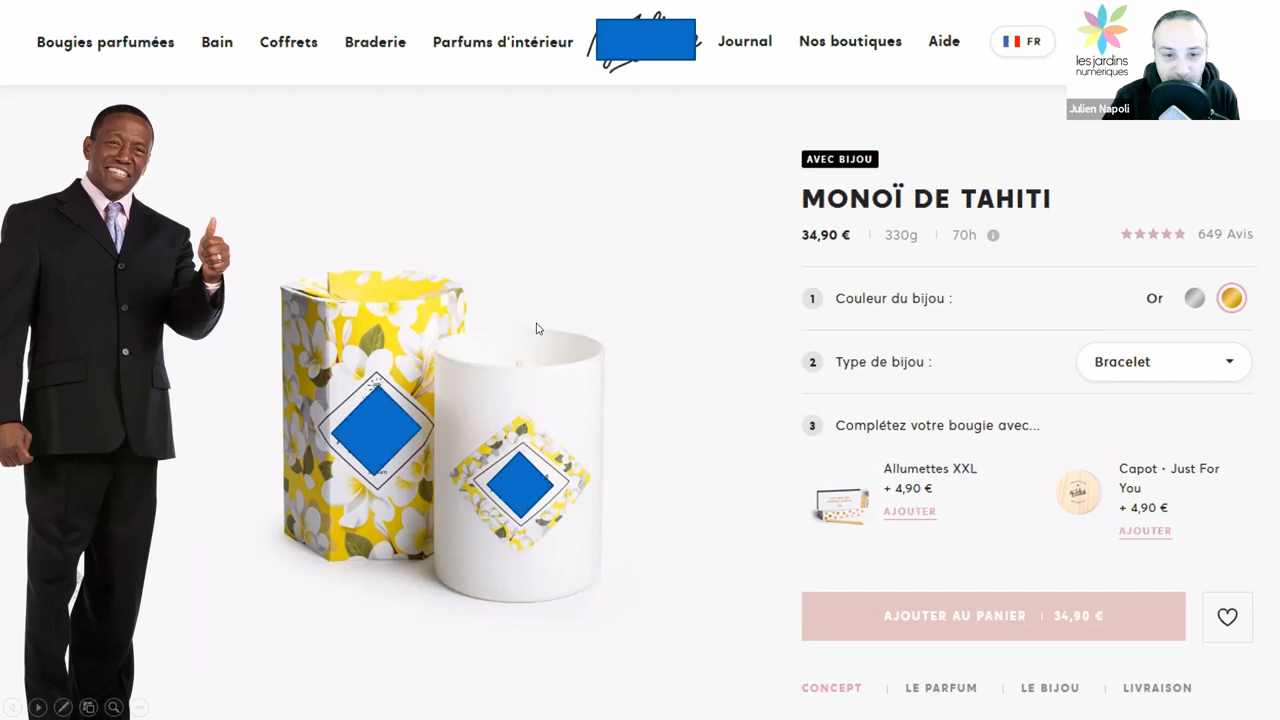 Bougies parfumées Bain Coffrets Braderie Parfums d'intérieur Journal Nos boutiques Aide FR
les jardins
numeriques
Julien Napoli
AVEC BIJOU
MONOÏ DE TAHITI
34,90 € 330g 70h 649 Avis
1 Couleur du bijou : Or
2 Type de bijou : Bracelet
3 Complétez votre bougie avec...
Allumettes XXL
+ 4,90 €
AJOUTER
Capot · Just For
You
+ 4,90 €
AJOUTER
AJOUTER AU PANIER 34,90 €
CONCEPT LE PARFUM LE BIJOU LIVRAISON